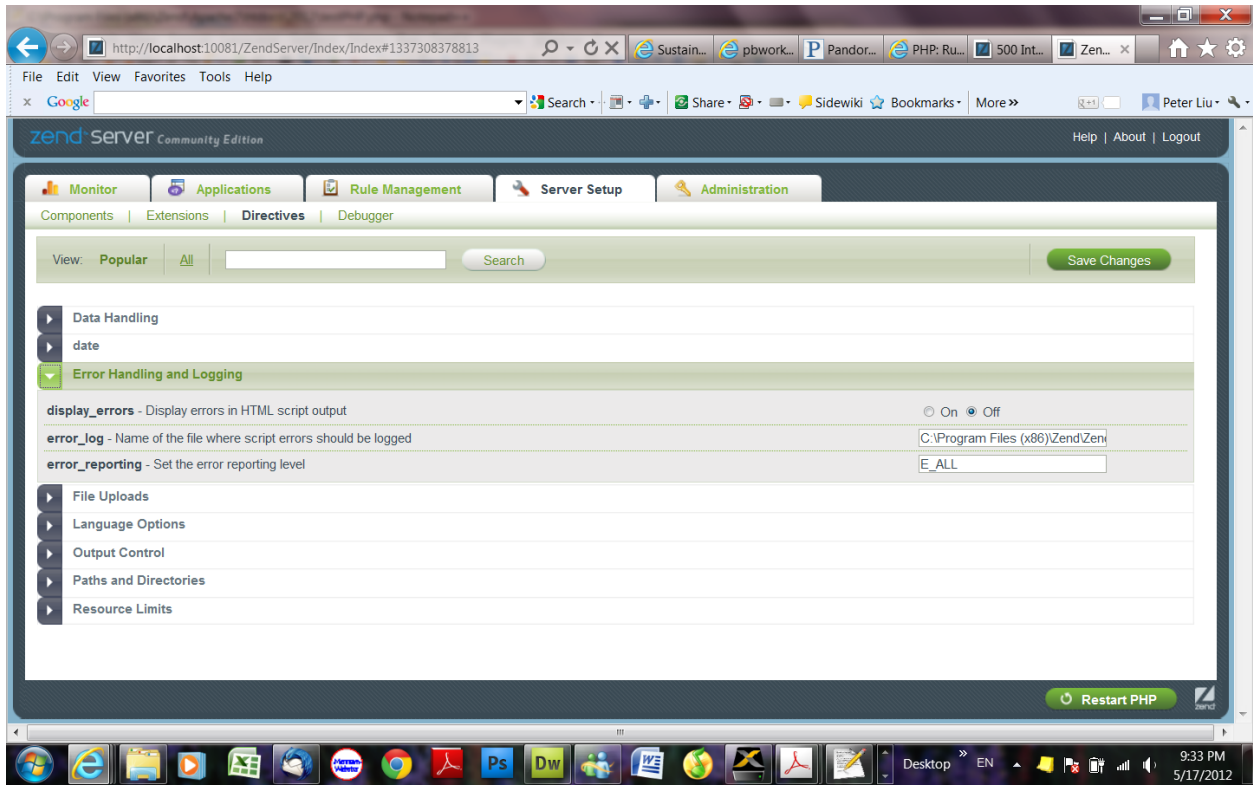 http://localhost:10081/ZendServer/Index/Index#1337308378813
Sustain... pbwork... Pandor... PHP: Ru... 500 Int... Zen...
File Edit View Favorites Tools Help
Google Search Share Sidewiki Bookmarks More >> g+1 Peter Liu
zend server Community Edition
Help | About | Logout
Monitor Applications Rule Management Server Setup Administration
Components | Extensions | Directives | Debugger
View: Popular All Search Save Changes
Data Handling
date
Error Handling and Logging
display_errors - Display errors in HTML script output On Off
error_log - Name of the file where script errors should be logged C:\Program Files (x86)\Zend\Zen
error_reporting - Set the error reporting level E_ALL
File Uploads
Language Options
Output Control
Paths and Directories
Resource Limits
Restart PHP zend
Merriam-Webster Ps Dw Desktop » EN 9:33 PM
5/17/2012